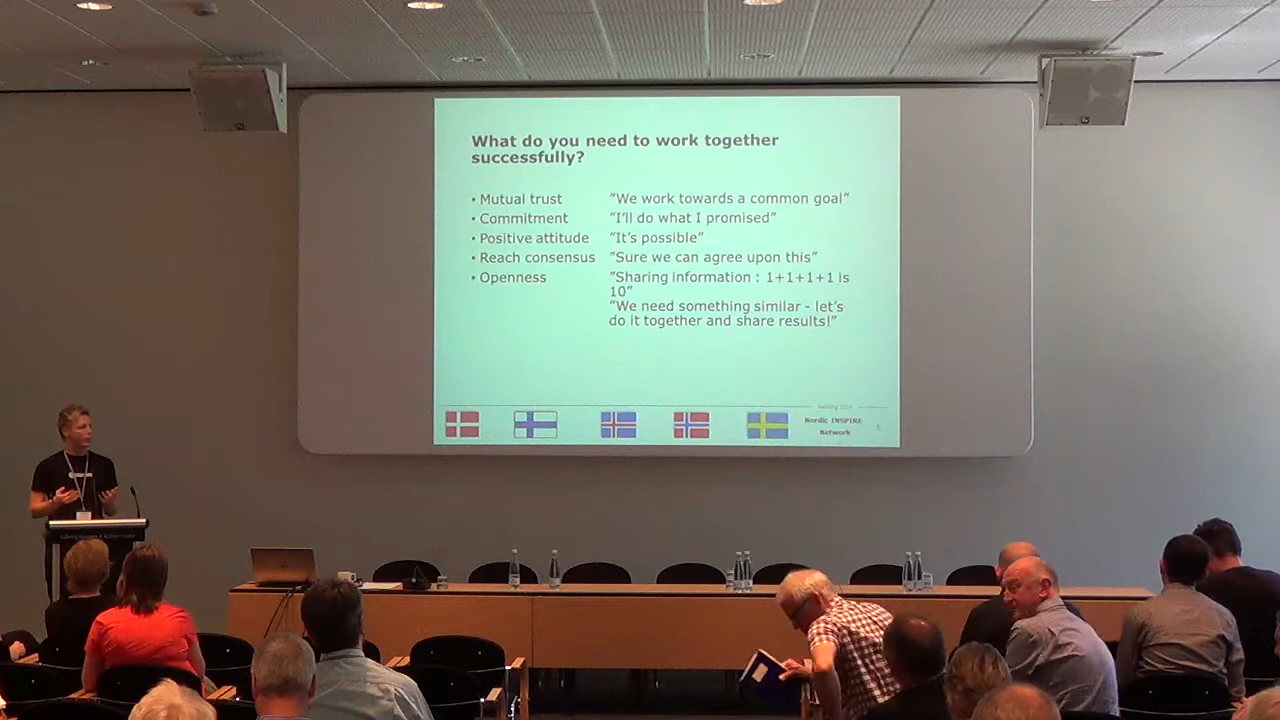 What do you need to work together
successfully?
• Mutual trust "We work towards a common goal"
• Commitment "I'll do what I promised"
• Positive attitude "It's possible"
• Reach consensus "Sure we can agree upon this"
• Openness "Sharing information : 1+1+1+1 is
10"
"We need something similar - let's
do it together and share results!"
Nordic INSPIRE
Network